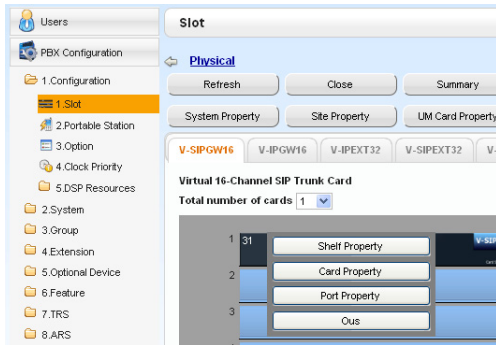 Users
Slot
PBX Configuration
Physical
1.Configuration
Refresh
Close
Summary
1.Slot
2.Portable Station
System Property
Site Property
UM Card Property
3.Option
V-SIPGW16
V-IPGW16
V-IPEXT32
V-SIPEXT32
V-
4.Clock Priority
Virtual 16-Channel SIP Trunk Card
5.DSP Resources
Total number of cards 1
2.System
3.Group
1 31
Shelf Property
V-SIP
4.Extension
5.Optional Device
2
Card Property
6.Feature
Port Property
7.TRS
3
Ous
8.ARS